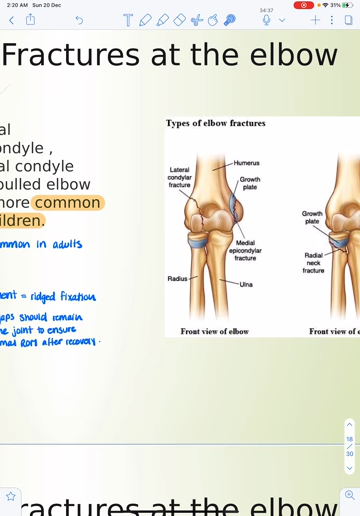 2:20 AM Sun 20 Dec
34:37
31%
Fractures at the elbow
al
ondyle ,
al condyle
pulled elbow
more common
ildren.
mmon in adults
ent = ridged fixation
aps should remain
he joint to ensure
mal ROM after recovery.
Types of elbow fractures
Humerus
Lateral
condylar
fracture
Growth
plate
Medial
epicondylar
fracture
Radius
Ulna
Front view of elbow
Growth
plate
Radial
neck
fracture
Front view of e
18
30
ractures at the elbow